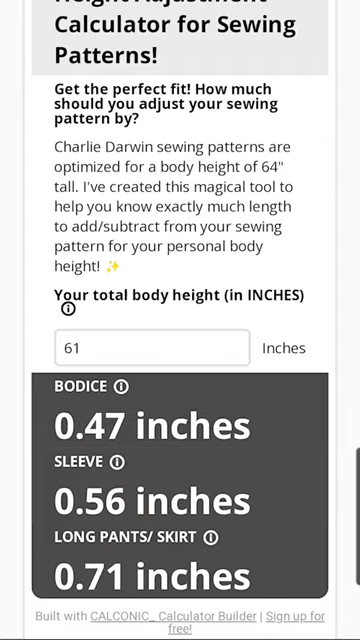 Height Adjustment
Calculator for Sewing
Patterns!
Get the perfect fit! How much
should you adjust your sewing
pattern by?
Charlie Darwin sewing patterns are
optimized for a body height of 64"
tall. I've created this magical tool to
help you know exactly much length
to add/subtract from your sewing
pattern for your personal body
height! ✨
Your total body height (in INCHES)
61 Inches
BODICE
0.47 inches
SLEEVE
0.56 inches
LONG PANTS/ SKIRT
0.71 inches
Built with CALCONIC_ Calculator Builder | Sign up for
free!